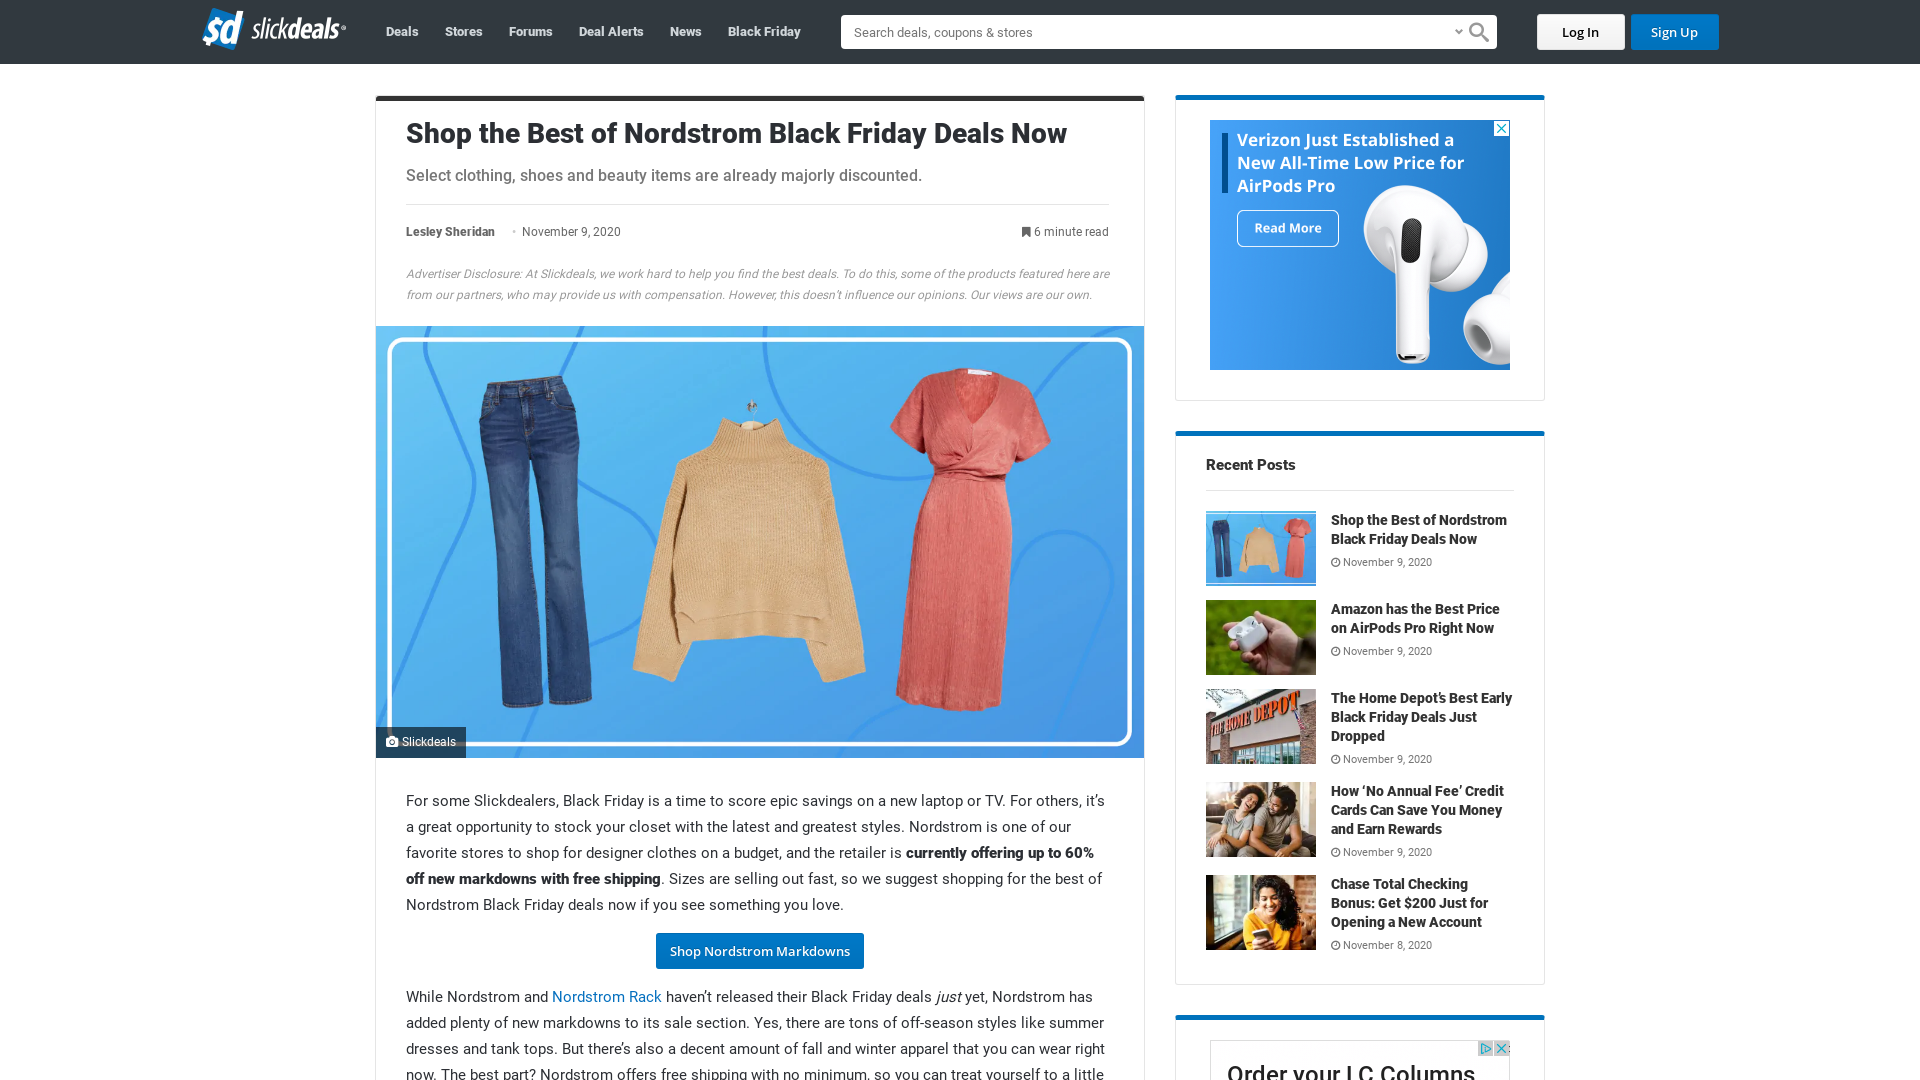 sd slickdeals
Deals
Stores
Forums
Deal Alerts
News
Black Friday
Search deals, coupons & stores
Log In
Sign Up
Shop the Best of Nordstrom Black Friday Deals Now
Select clothing, shoes and beauty items are already majorly discounted.
Lesley Sheridan • November 9, 2020
6 minute read
Advertiser Disclosure: At Slickdeals, we work hard to help you find the best deals. To do this, some of the products featured here are
from our partners, who may provide us with compensation. However, this doesn’t influence our opinions. Our views are our own.
Slickdeals
For some Slickdealers, Black Friday is a time to score epic savings on a new laptop or TV. For others, it’s
a great opportunity to stock your closet with the latest and greatest styles. Nordstrom is one of our
favorite stores to shop for designer clothes on a budget, and the retailer is currently offering up to 60%
off new markdowns with free shipping. Sizes are selling out fast, so we suggest shopping for the best of
Nordstrom Black Friday deals now if you see something you love.
Shop Nordstrom Markdowns
While Nordstrom and Nordstrom Rack haven’t released their Black Friday deals just yet, Nordstrom has
added plenty of new markdowns to its sale section. Yes, there are tons of off-season styles like summer
dresses and tank tops. But there’s also a decent amount of fall and winter apparel that you can wear right
now. The best part? Nordstrom offers free shipping with no minimum, so you can treat yourself to a little
Verizon Just Established a
New All-Time Low Price for
AirPods Pro
Read More
Recent Posts
Shop the Best of Nordstrom
Black Friday Deals Now
November 9, 2020
Amazon has the Best Price
on AirPods Pro Right Now
November 9, 2020
THE HOME DEPOT
The Home Depot’s Best Early
Black Friday Deals Just
Dropped
November 9, 2020
How ‘No Annual Fee’ Credit
Cards Can Save You Money
and Earn Rewards
November 9, 2020
Chase Total Checking
Bonus: Get $200 Just for
Opening a New Account
November 8, 2020
Order your LC Columns